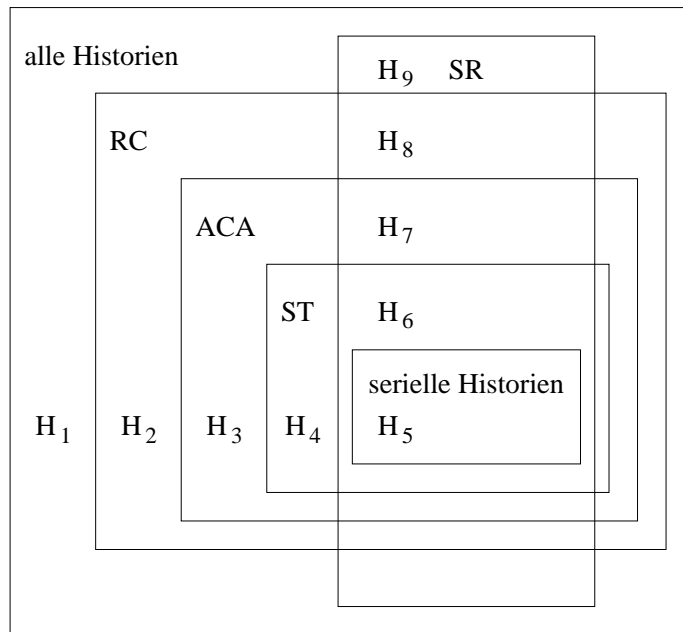 alle Historien
H9 SR
RC
H8
ACA
H7
ST
H6
serielle Historien
H1 H2 H3 H4 H5